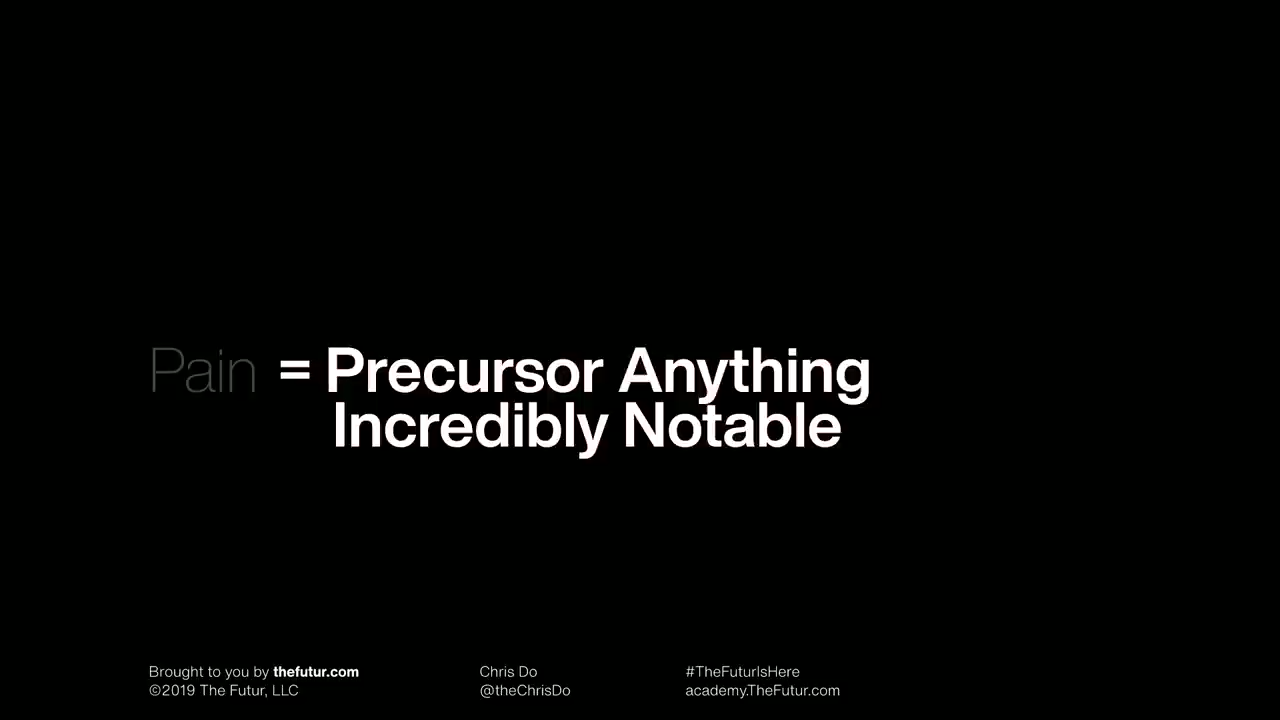 Pain = Precursor Anything
Incredibly Notable
Brought to you by thefutur.com
©2019 The Futur, LLC
Chris Do
@theChrisDo
#TheFuturIsHere
academy.TheFutur.com